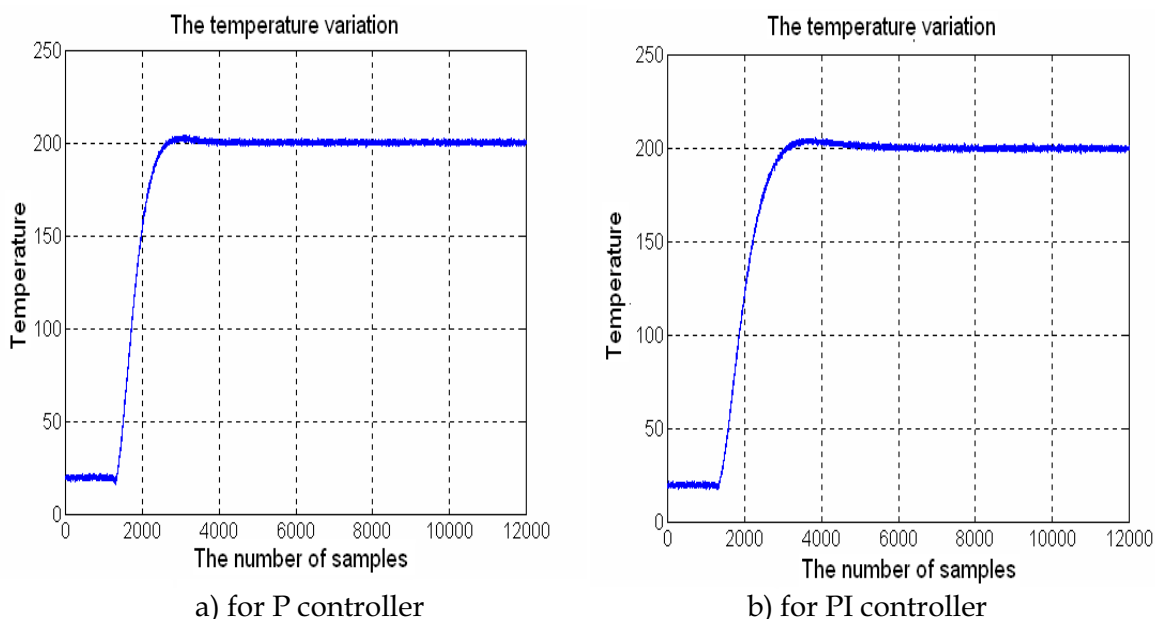 The temperature variation
250
200
150
100
50
0
Temperature
0 2000 4000 6000 8000 10000 12000
The number of samples
a) for P controller
The temperature variation
250
200
150
100
50
0
Temperature
0 2000 4000 6000 8000 10000 12000
The number of samples
b) for PI controller